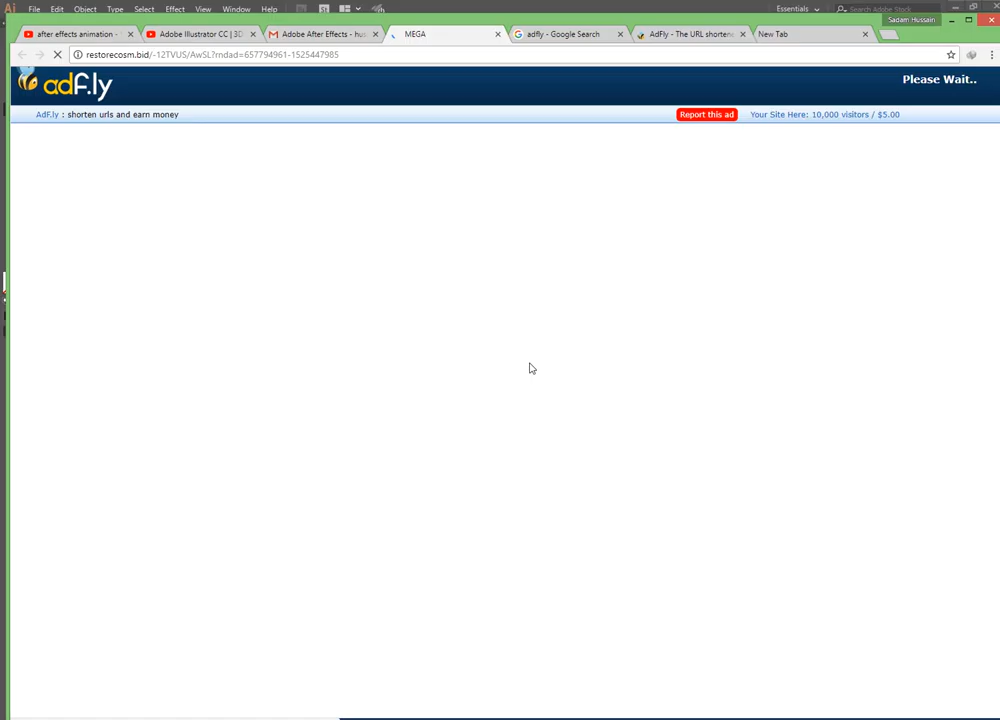 Ai File Edit Object Type Select Effect View Window Help Essentials Search Adobe Stock
Sadam Hussain
after effects animation - Adobe Illustrator CC | 3D Adobe After Effects - hus MEGA adfly - Google Search AdFly - The URL shortene New Tab
restorecosm.bid/-12TVUS/AwSL?rndad=657794961-1525447985
adf.ly Please Wait..
AdF.ly : shorten urls and earn money Report this ad Your Site Here: 10,000 visitors / $5.00